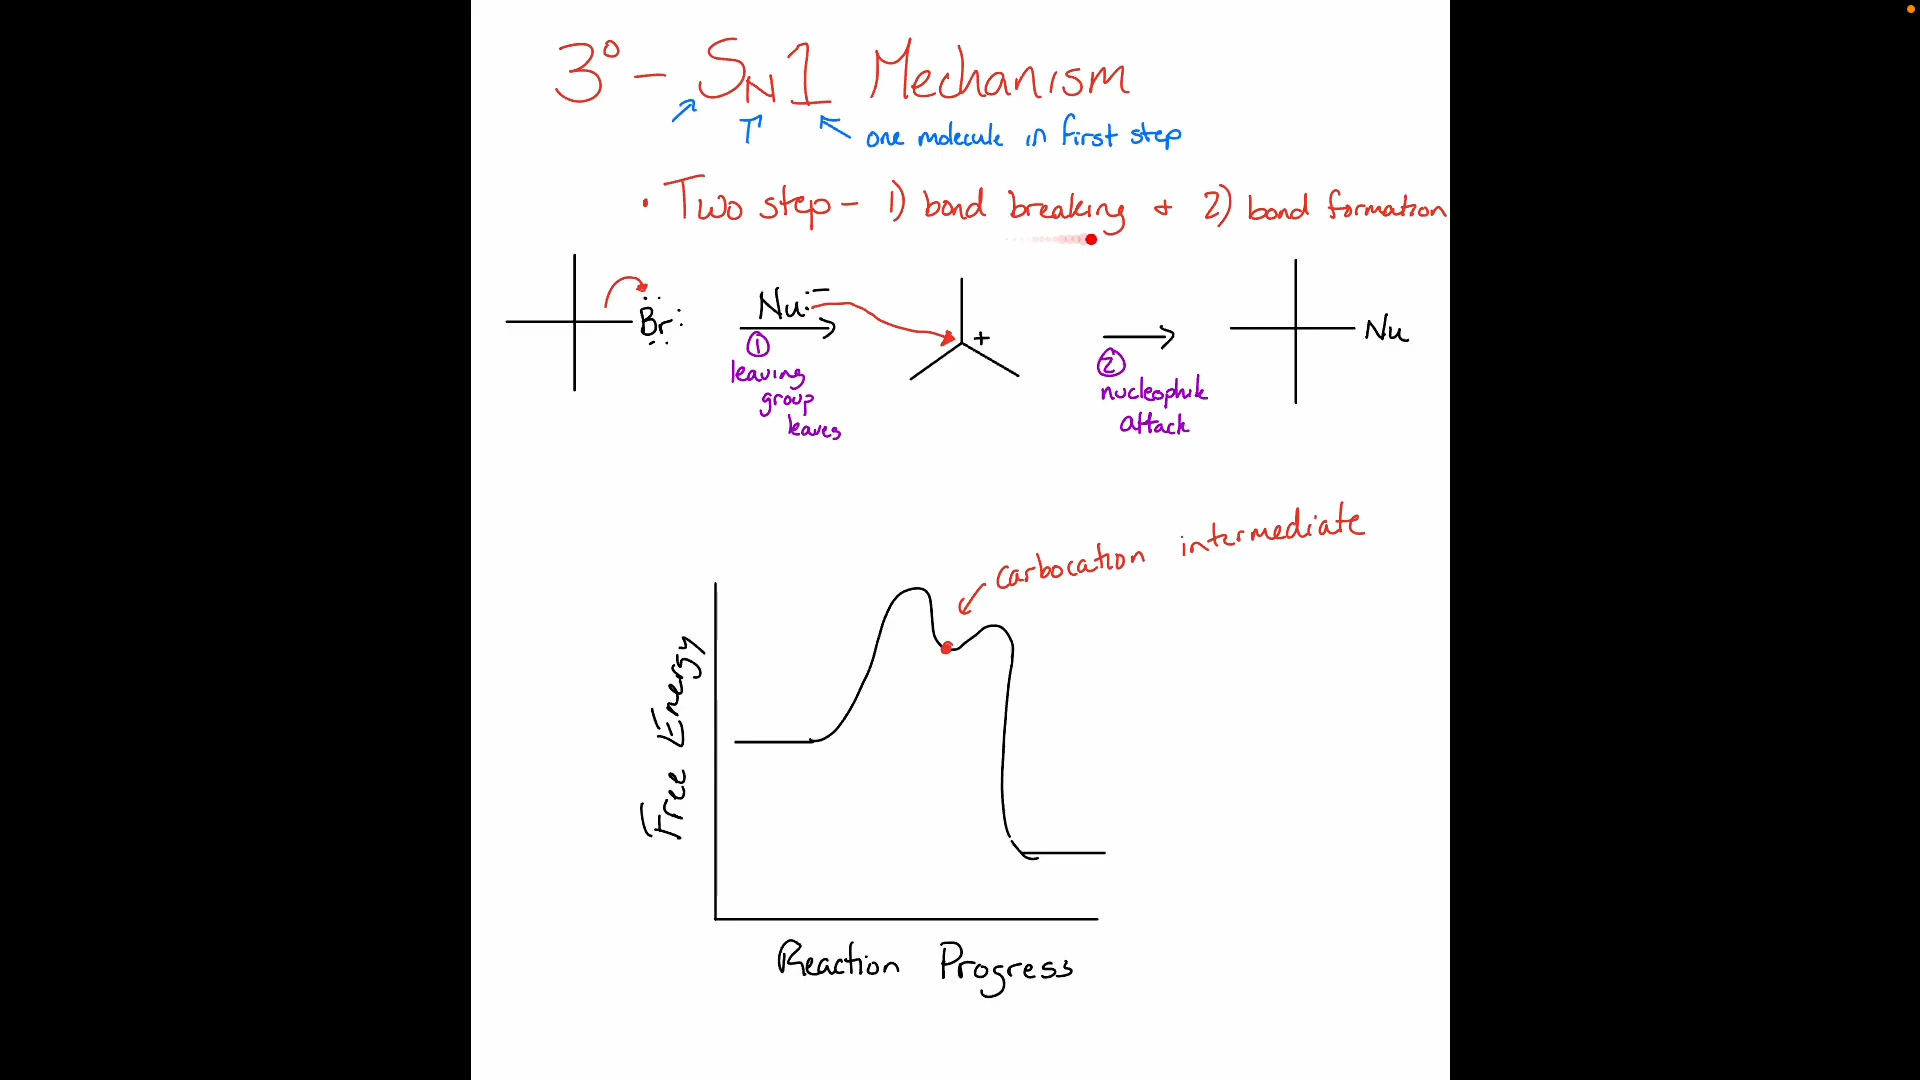 3° - SN1 Mechanism
one molecule in first step
• Two step - 1) bond breaking + 2) bond formation
Br
Nu:⁻
+
Nu
①
leaving
group
leaves
②
nucleophile
attack
carbocation intermediate
Free Energy
Reaction Progress